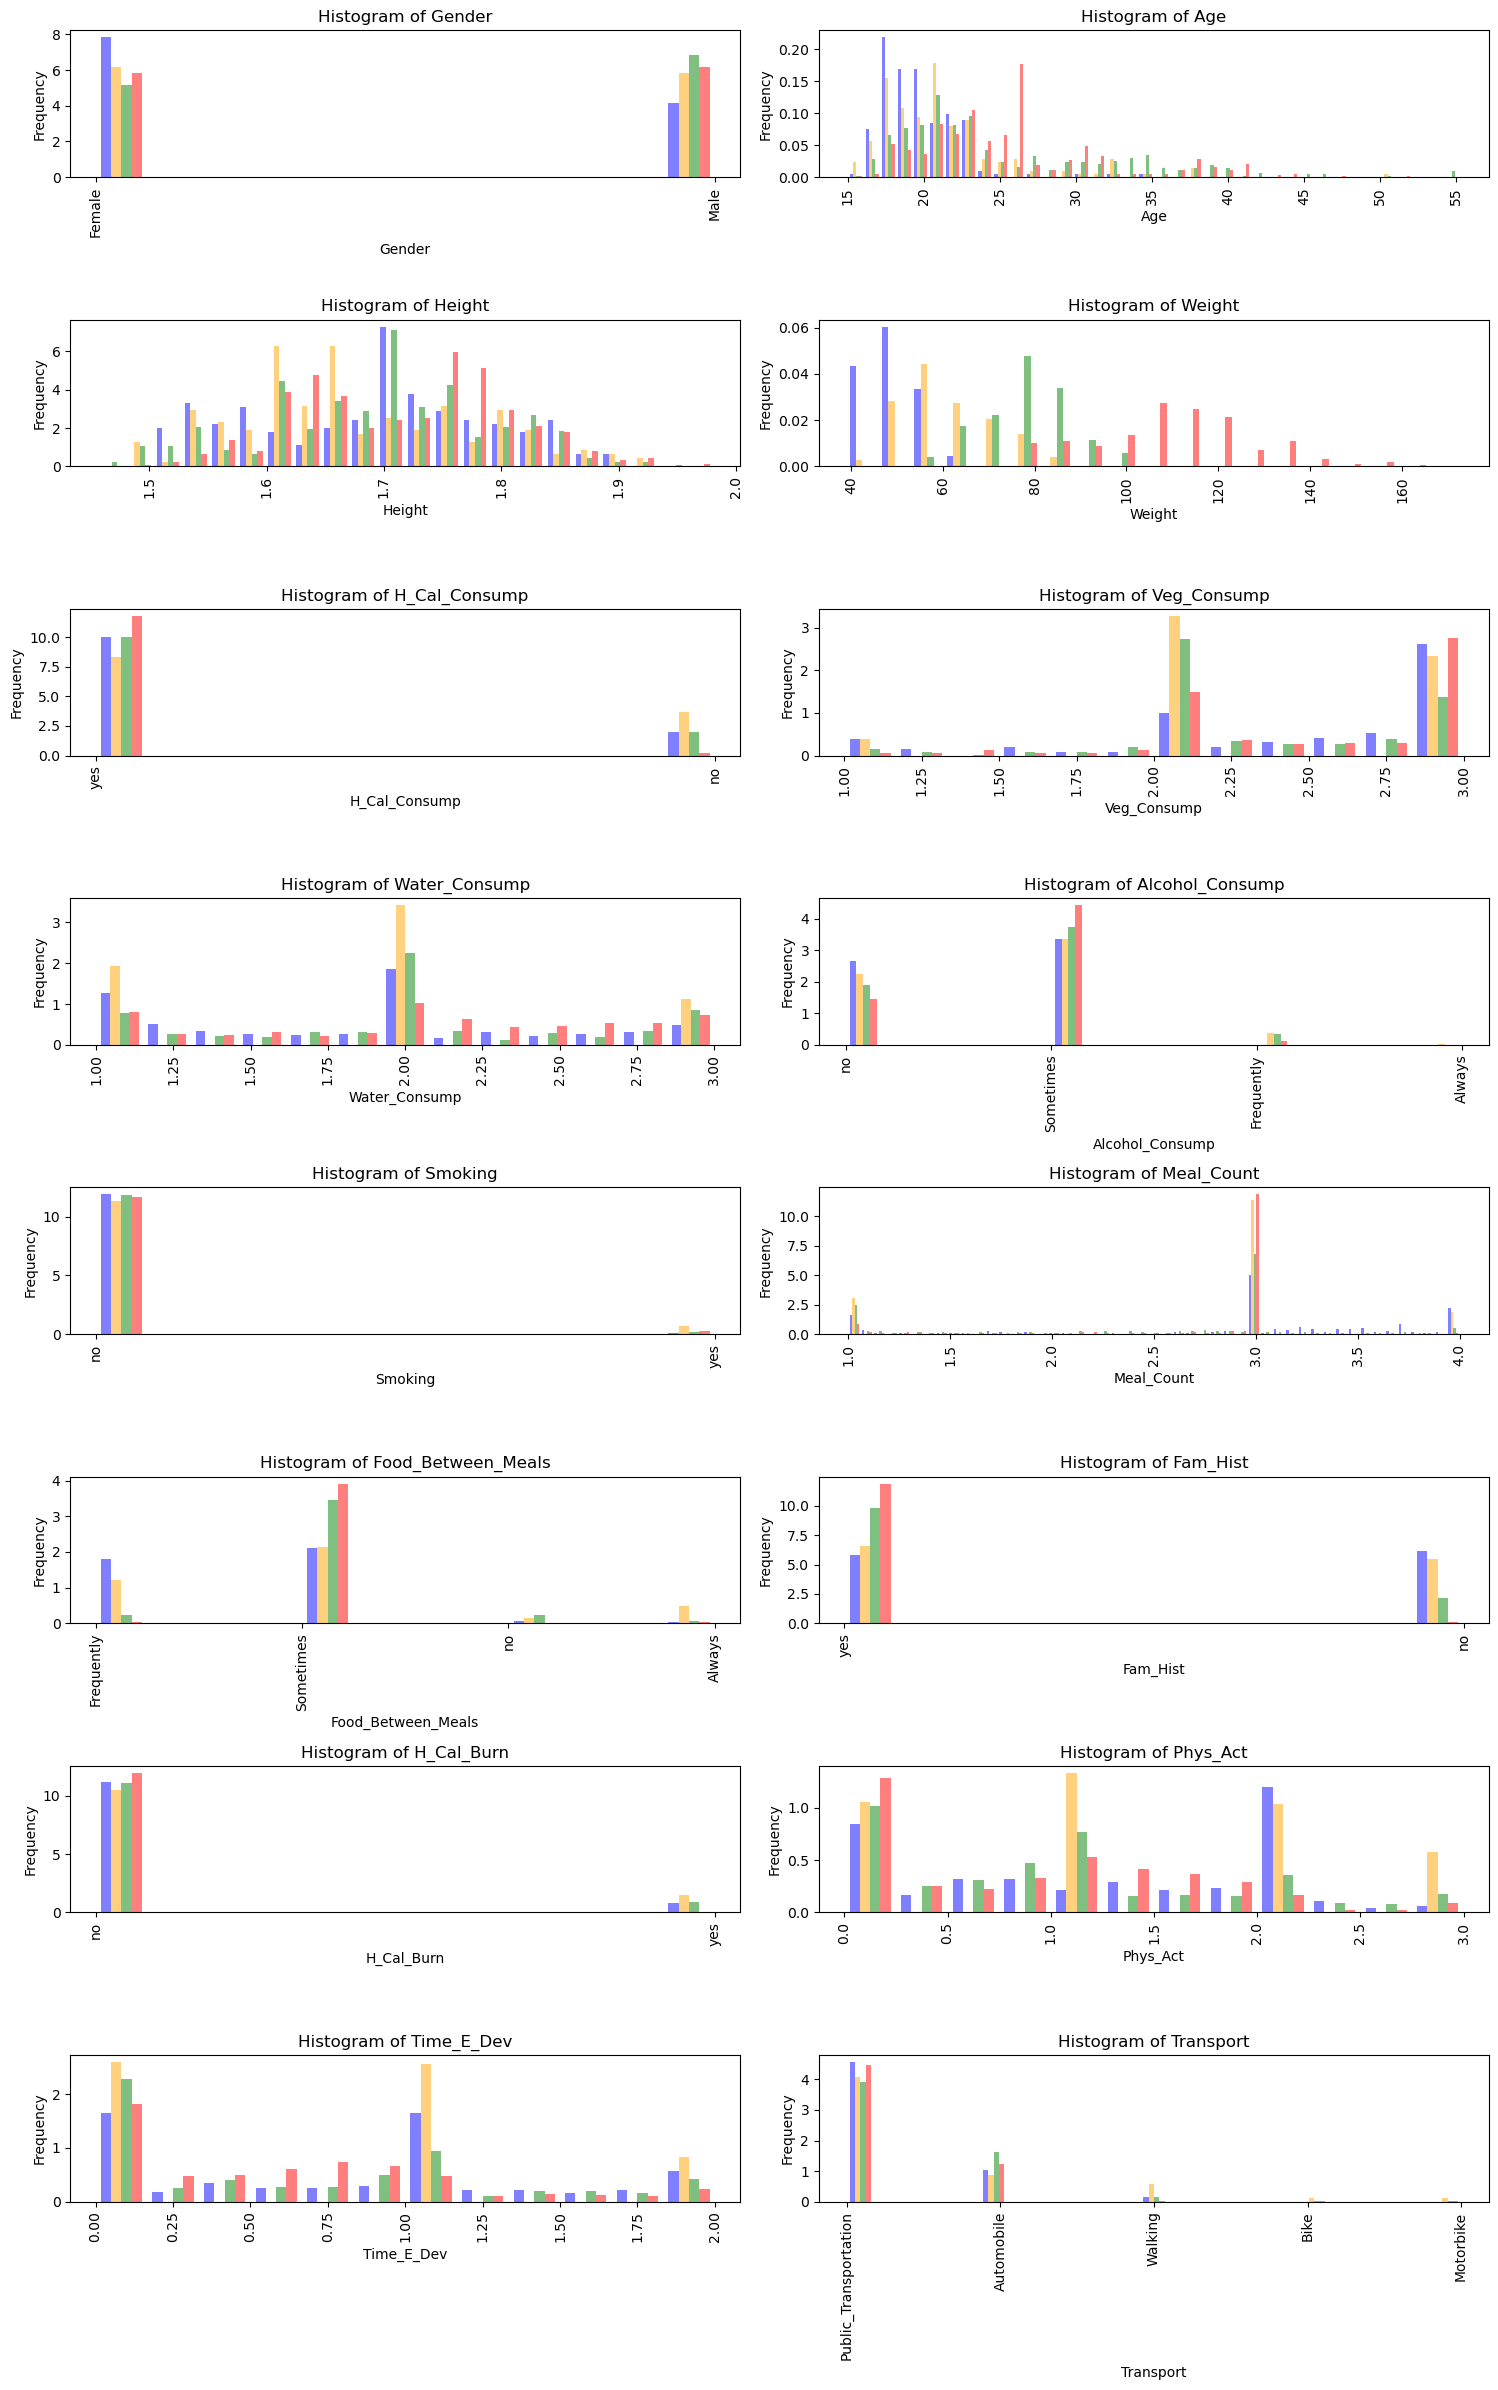 Histogram of Gender
Frequency
8
6
4
2
0
Female
Male
Gender
Histogram of Age
Frequency
0.20
0.15
0.10
0.05
0.00
15
20
25
30
35
40
45
50
55
Age
Histogram of Height
Frequency
6
4
2
0
1.5
1.6
1.7
1.8
1.9
2.0
Height
Histogram of Weight
Frequency
0.06
0.04
0.02
0.00
40
60
80
100
120
140
160
Weight
Histogram of H_Cal_Consump
Frequency
10.0
7.5
5.0
2.5
0.0
yes
no
H_Cal_Consump
Histogram of Veg_Consump
Frequency
3
2
1
0
1.00
1.25
1.50
1.75
2.00
2.25
2.50
2.75
3.00
Veg_Consump
Histogram of Water_Consump
Frequency
3
2
1
0
1.00
1.25
1.50
1.75
2.00
2.25
2.50
2.75
3.00
Water_Consump
Histogram of Alcohol_Consump
Frequency
4
3
2
1
0
no
Sometimes
Frequently
Always
Alcohol_Consump
Histogram of Smoking
Frequency
10
5
0
no
yes
Smoking
Histogram of Meal_Count
Frequency
10.0
7.5
5.0
2.5
0.0
1.0
1.5
2.0
2.5
3.0
3.5
4.0
Meal_Count
Histogram of Food_Between_Meals
Frequency
4
3
2
1
0
Frequently
Sometimes
no
Always
Food_Between_Meals
Histogram of Fam_Hist
Frequency
10.0
7.5
5.0
2.5
0.0
yes
no
Fam_Hist
Histogram of H_Cal_Burn
Frequency
10
5
0
no
yes
H_Cal_Burn
Histogram of Phys_Act
Frequency
1.0
0.5
0.0
0.0
0.5
1.0
1.5
2.0
2.5
3.0
Phys_Act
Histogram of Time_E_Dev
Frequency
2
1
0
0.00
0.25
0.50
0.75
1.00
1.25
1.50
1.75
2.00
Time_E_Dev
Histogram of Transport
Frequency
4
3
2
1
0
Public_Transportation
Automobile
Walking
Bike
Motorbike
Transport